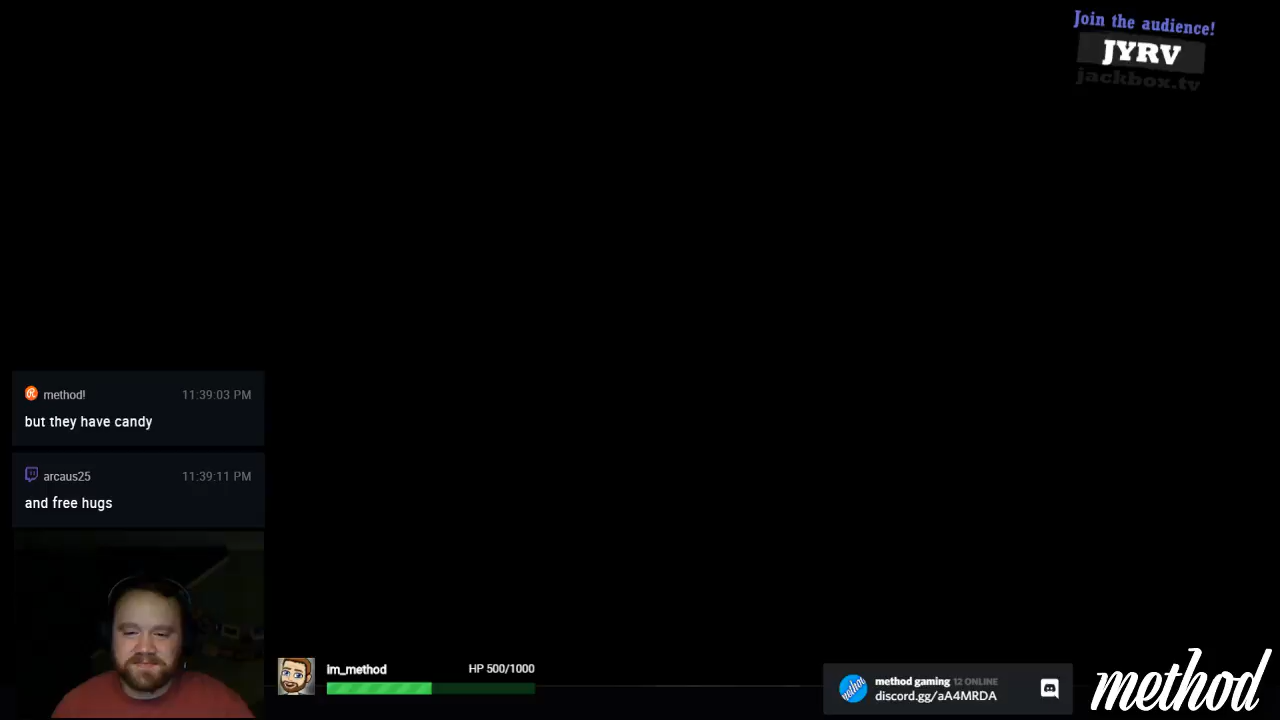 Join the audience!
JYRV
jackbox.tv
method!
11:39:03 PM
but they have candy
arcaus25
11:39:11 PM
and free hugs
im_method
HP 500/1000
method
method gaming 12 ONLINE
discord.gg/aA4MRDA
method